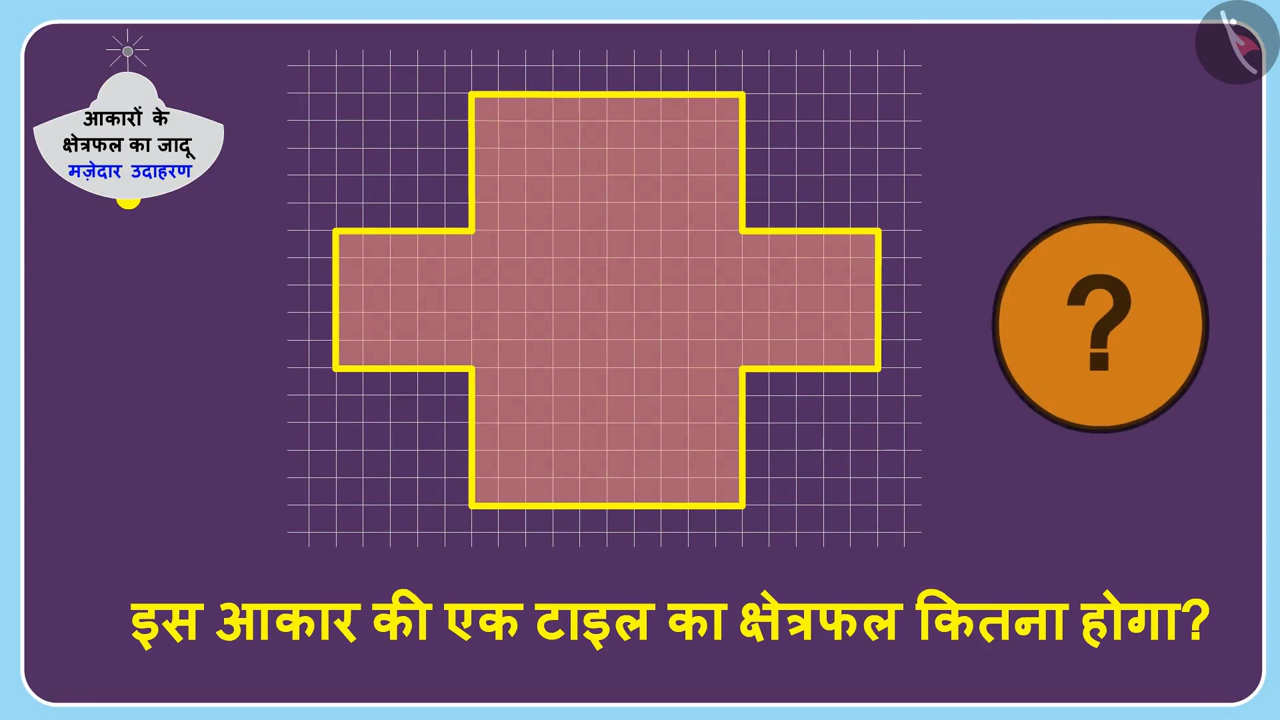 आकारों के
क्षेत्रफल का जादू
मज़ेदार उदाहरण
?
इस आकार की एक टाइल का क्षेत्रफल कितना होगा?